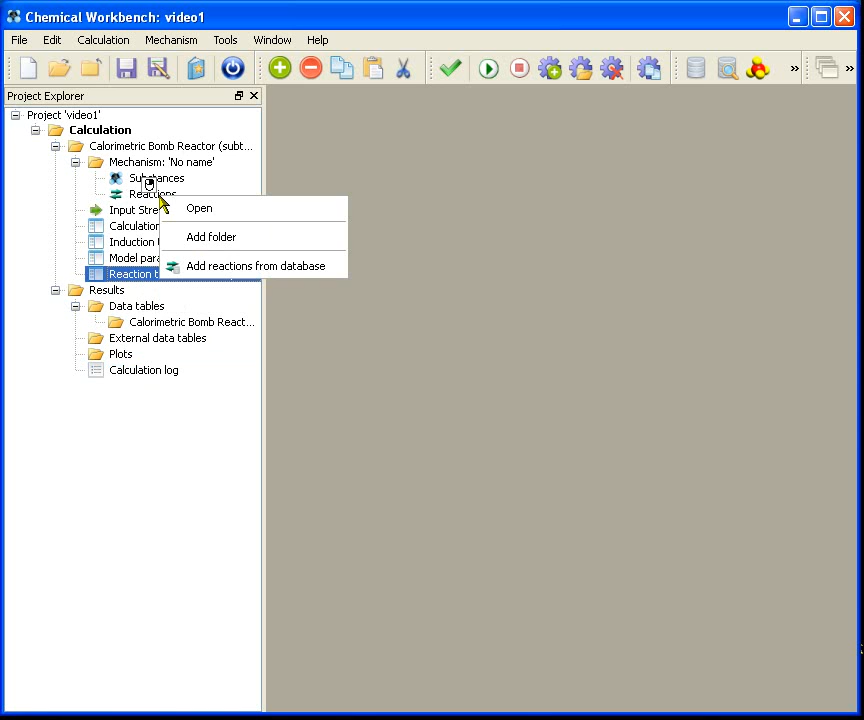 Chemical Workbench: video1
File Edit Calculation Mechanism Tools Window Help
Project Explorer
Project 'video1'
Calculation
Calorimetric Bomb Reactor (subt...
Mechanism: 'No name'
Substances
Reactions
Open
Input Stre
Calculation
Add folder
Induction
Model para
Add reactions from database
Reaction t
Results
Data tables
Calorimetric Bomb React...
External data tables
Plots
Calculation log